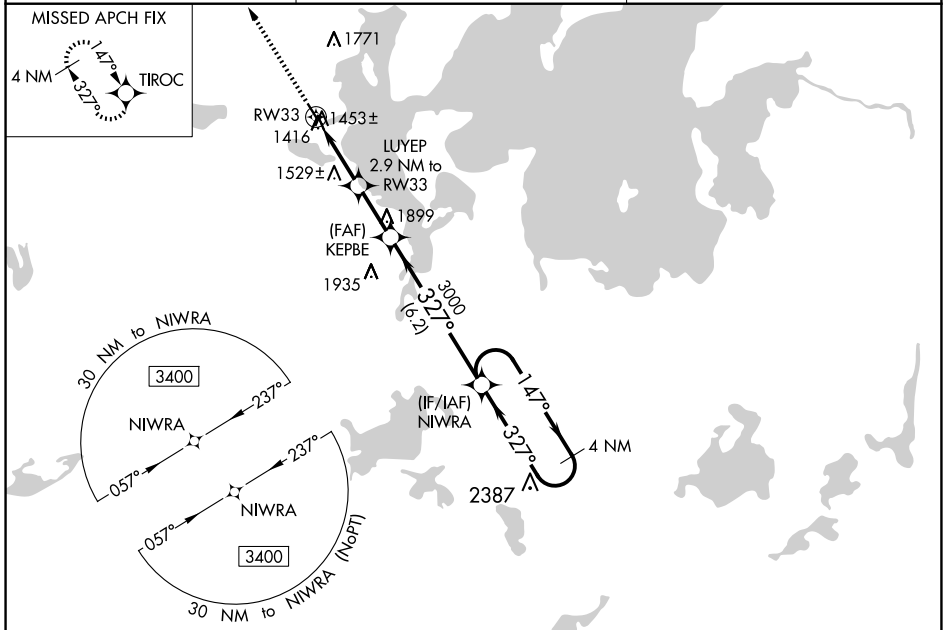 MISSED APCH FIX
147°
4 NM
TIROC
327°
1771
RW33
1453±
1416
LUYEP
2.9 NM to
RW33
1529±
1899
(FAF)
KEPBE
1935
3000
327°
(6.2)
30 NM to NIWRA
3400
237°
NIWRA
057°
(IF/IAF)
NIWRA
147°
327°
4 NM
2387
237°
NIWRA
057°
3400
30 NM to NIWRA (NoPT)